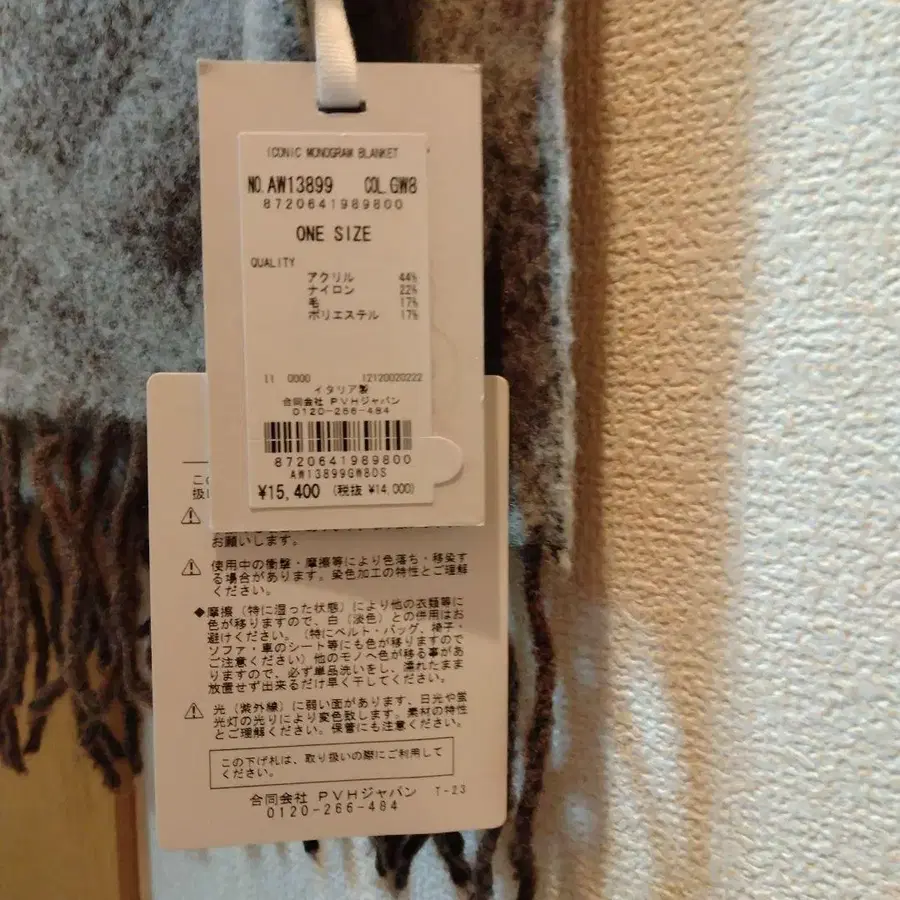 ICONIC MONOGRAM BLANKET
NO. AW13899 COL. GW8
8720641989800
ONE SIZE
QUALITY
アクリル 44%
ナイロン 22%
毛 17%
ポリエステル 17%
11 0000 12120020222
イタリア製
合同会社 PVHジャパン
0120-266-484
8720641989800
AW13899GW80S
¥15,400 (税抜 ¥14,000)
こ
扱
お願いします。
使用中の衝撃・摩擦等により色落ち・移染す
る場合があります。染色加工の特性とご理解
ください。
◆摩擦（特に湿った状態）により他の衣類等に
色が移りますので、白（淡色）との併用はお
避けください。（特にベルト・バッグ、椅子・
ソファ・車のシート等にも色が移りますので
ご注意ください）他のモノへ色が移る事があ
りますので、必ず単品洗いをし、濡れたまま
放置せず出来るだけ早く干してください。
光（紫外線）に弱い面があります。日光や蛍
光灯の光りにより変色致します。素材の特性
とご理解ください。保管にも注意ください。
この下げ札は、取り扱いの際にご利用して
ください。
合同会社 PVHジャパン T-23
0120-266-484